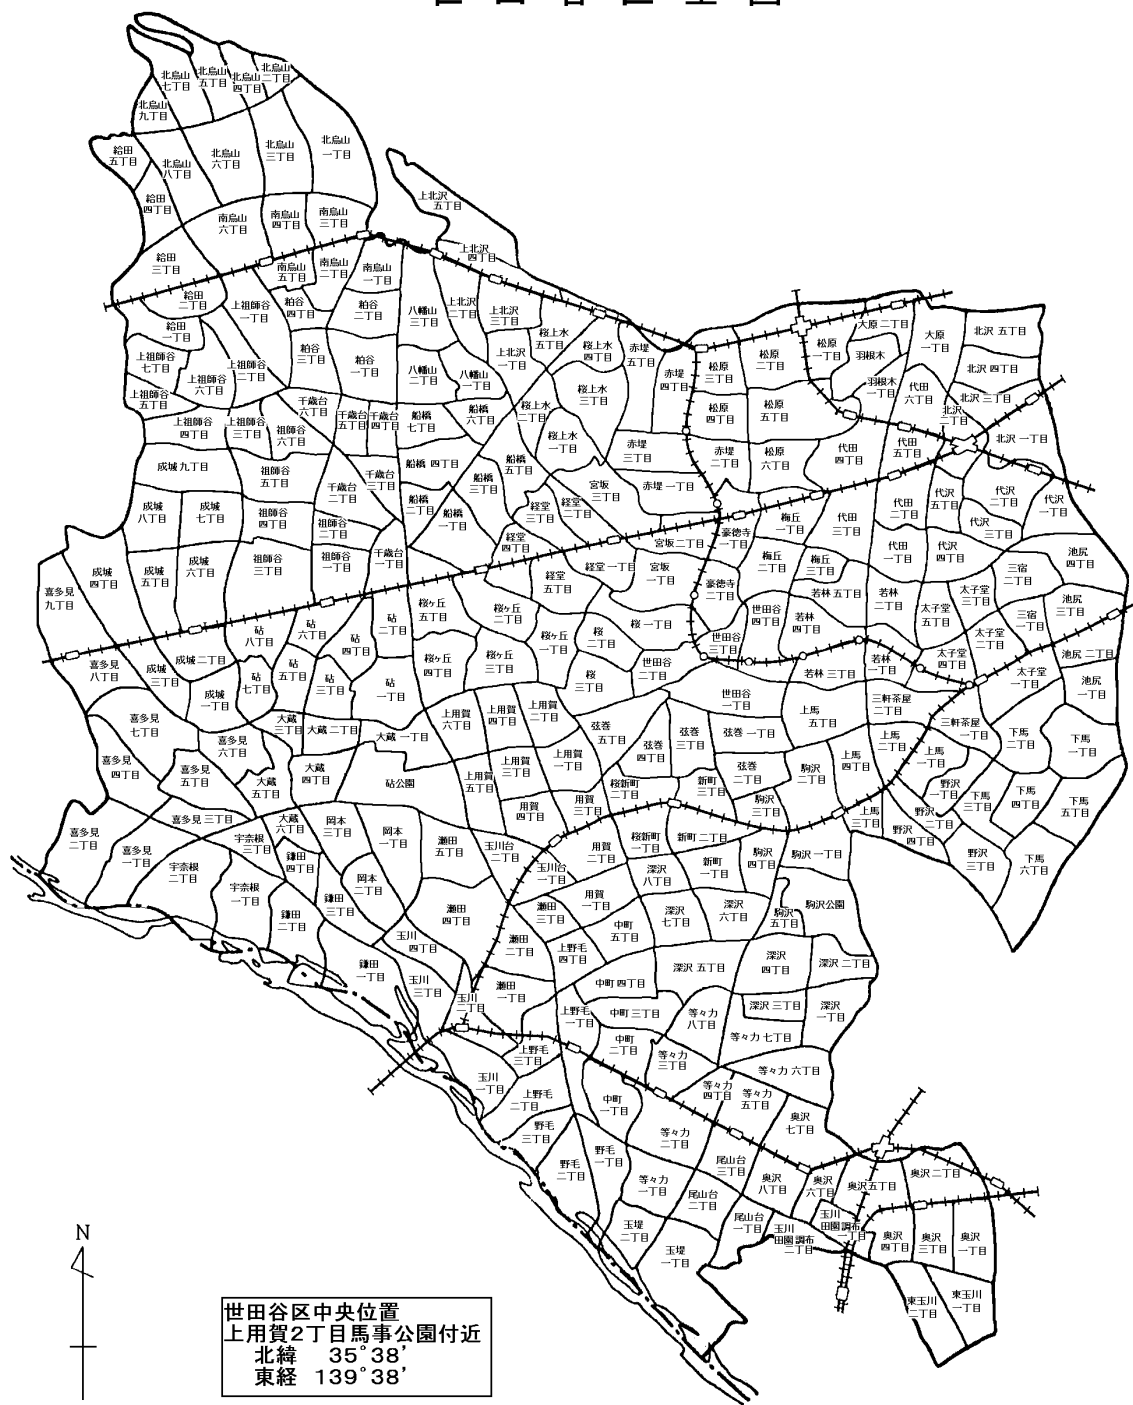 北烏山
七丁目
北烏山
五丁目
北烏山
四丁目
北烏山
二丁目
北烏山
九丁目
給田
五丁目
北烏山
八丁目
北烏山
六丁目
北烏山
三丁目
北烏山
一丁目
給田
四丁目
南烏山
六丁目
南烏山
四丁目
南烏山
三丁目
上北沢
五丁目
上北沢
四丁目
給田
三丁目
南烏山
五丁目
南烏山
二丁目
南烏山
一丁目
給田
二丁目
上祖師谷
一丁目
粕谷
四丁目
粕谷
二丁目
八幡山
三丁目
上北沢
二丁目
上北沢
三丁目
給田
一丁目
上祖師谷
七丁目
上祖師谷
二丁目
粕谷
三丁目
粕谷
一丁目
八幡山
二丁目
八幡山
一丁目
上北沢
一丁目
桜上水
五丁目
桜上水
四丁目
赤堤
五丁目
赤堤
四丁目
松原
三丁目
松原
二丁目
松原
一丁目
大原 二丁目
大原
一丁目
北沢 五丁目
羽根木
二丁目
羽根木
一丁目
代田
六丁目
北沢 四丁目
北沢 三丁目
北沢
二丁目
北沢 一丁目
上祖師谷
五丁目
上祖師谷
六丁目
上祖師谷
四丁目
上祖師谷
三丁目
祖師谷
六丁目
千歳台
六丁目
千歳台
五丁目
千歳台
四丁目
船橋
七丁目
船橋
六丁目
桜上水
二丁目
桜上水
三丁目
桜上水
一丁目
松原
四丁目
松原
五丁目
松原
六丁目
赤堤
三丁目
赤堤
二丁目
赤堤 一丁目
代田
四丁目
代田
五丁目
成城 九丁目
祖師谷
五丁目
千歳台
二丁目
千歳台
三丁目
船橋 四丁目
船橋
五丁目
船橋
三丁目
船橋
二丁目
船橋
一丁目
宮坂
三丁目
経堂
三丁目
経堂
二丁目
経堂
四丁目
成城
八丁目
成城
七丁目
祖師谷
四丁目
祖師谷
二丁目
豪徳寺
一丁目
梅丘
一丁目
代田
三丁目
代田
二丁目
代沢
五丁目
代沢
二丁目
代沢
一丁目
代沢
三丁目
代沢
四丁目
代田
一丁目
池尻
四丁目
喜多見
九丁目
成城
四丁目
成城
五丁目
成城
六丁目
祖師谷
三丁目
祖師谷
一丁目
千歳台
一丁目
経堂
五丁目
経堂 一丁目
宮坂 二丁目
宮坂
一丁目
豪徳寺
二丁目
梅丘
二丁目
梅丘
三丁目
若林 五丁目
若林
二丁目
三宿
二丁目
太子堂
三丁目
太子堂
五丁目
三宿
一丁目
池尻
三丁目
砧
八丁目
砧
六丁目
砧
四丁目
砧
二丁目
桜ヶ丘
五丁目
桜ヶ丘
二丁目
桜ヶ丘
一丁目
桜
二丁目
桜 一丁目
世田谷
四丁目
若林
四丁目
世田谷
三丁目
太子堂
二丁目
太子堂
四丁目
太子堂
一丁目
池尻 二丁目
池尻
一丁目
喜多見
八丁目
成城
三丁目
成城 二丁目
成城
一丁目
砧
七丁目
砧
五丁目
砧
三丁目
砧
一丁目
桜ヶ丘
四丁目
桜ヶ丘
三丁目
桜
三丁目
世田谷
二丁目
世田谷
一丁目
若林 三丁目
若林
一丁目
三軒茶屋
二丁目
三軒茶屋
一丁目
喜多見
七丁目
喜多見
六丁目
大蔵
三丁目
大蔵 二丁目
大蔵 一丁目
上用賀
六丁目
上用賀
四丁目
上用賀
二丁目
弦巻
五丁目
弦巻
四丁目
弦巻
三丁目
弦巻 一丁目
弦巻
二丁目
上馬
五丁目
上馬
四丁目
上馬
二丁目
上馬
一丁目
上馬
三丁目
下馬
二丁目
下馬
一丁目
喜多見
四丁目
喜多見
五丁目
大蔵
五丁目
大蔵
四丁目
砧公園
上用賀
五丁目
上用賀
三丁目
上用賀
一丁目
桜新町
二丁目
新町
三丁目
駒沢
二丁目
駒沢
三丁目
野沢
一丁目
野沢
二丁目
野沢
四丁目
野沢
三丁目
下馬
三丁目
下馬
四丁目
下馬
五丁目
下馬
六丁目
喜多見
二丁目
喜多見
一丁目
喜多見 三丁目
宇奈根
三丁目
宇奈根
二丁目
宇奈根
一丁目
大蔵
六丁目
鎌田
四丁目
岡本
三丁目
岡本
一丁目
岡本
二丁目
瀬田
五丁目
玉川台
二丁目
玉川台
一丁目
用賀
四丁目
用賀
三丁目
用賀
二丁目
用賀
一丁目
桜新町
一丁目
新町 二丁目
新町
一丁目
駒沢
四丁目
駒沢 一丁目
駒沢
五丁目
駒沢公園
深沢
八丁目
深沢
七丁目
深沢
六丁目
鎌田
三丁目
鎌田
二丁目
鎌田
一丁目
瀬田
四丁目
瀬田
三丁目
瀬田
二丁目
瀬田
一丁目
玉川
四丁目
玉川
三丁目
玉川
二丁目
上野毛
四丁目
中町
五丁目
中町 四丁目
中町 三丁目
中町
二丁目
深沢 五丁目
深沢
四丁目
深沢 二丁目
深沢 三丁目
深沢
一丁目
上野毛
一丁目
上野毛
三丁目
上野毛
二丁目
玉川
一丁目
等々力
八丁目
等々力 七丁目
等々力
三丁目
等々力 六丁目
等々力
四丁目
等々力
五丁目
中町
一丁目
野毛
三丁目
野毛
一丁目
野毛
二丁目
等々力
二丁目
等々力
一丁目
奥沢
七丁目
尾山台
三丁目
尾山台
二丁目
尾山台
一丁目
奥沢
八丁目
奥沢
六丁目
奥沢 五丁目
奥沢 二丁目
玉堤
二丁目
玉堤
一丁目
玉川
田園調布
二丁目
玉川
田園調布
一丁目
奥沢
四丁目
奥沢
三丁目
奥沢
一丁目
東玉川
二丁目
東玉川
一丁目
N
世田谷区中央位置
上用賀2丁目馬事公園付近
北緯 35°38'
東経 139°38'